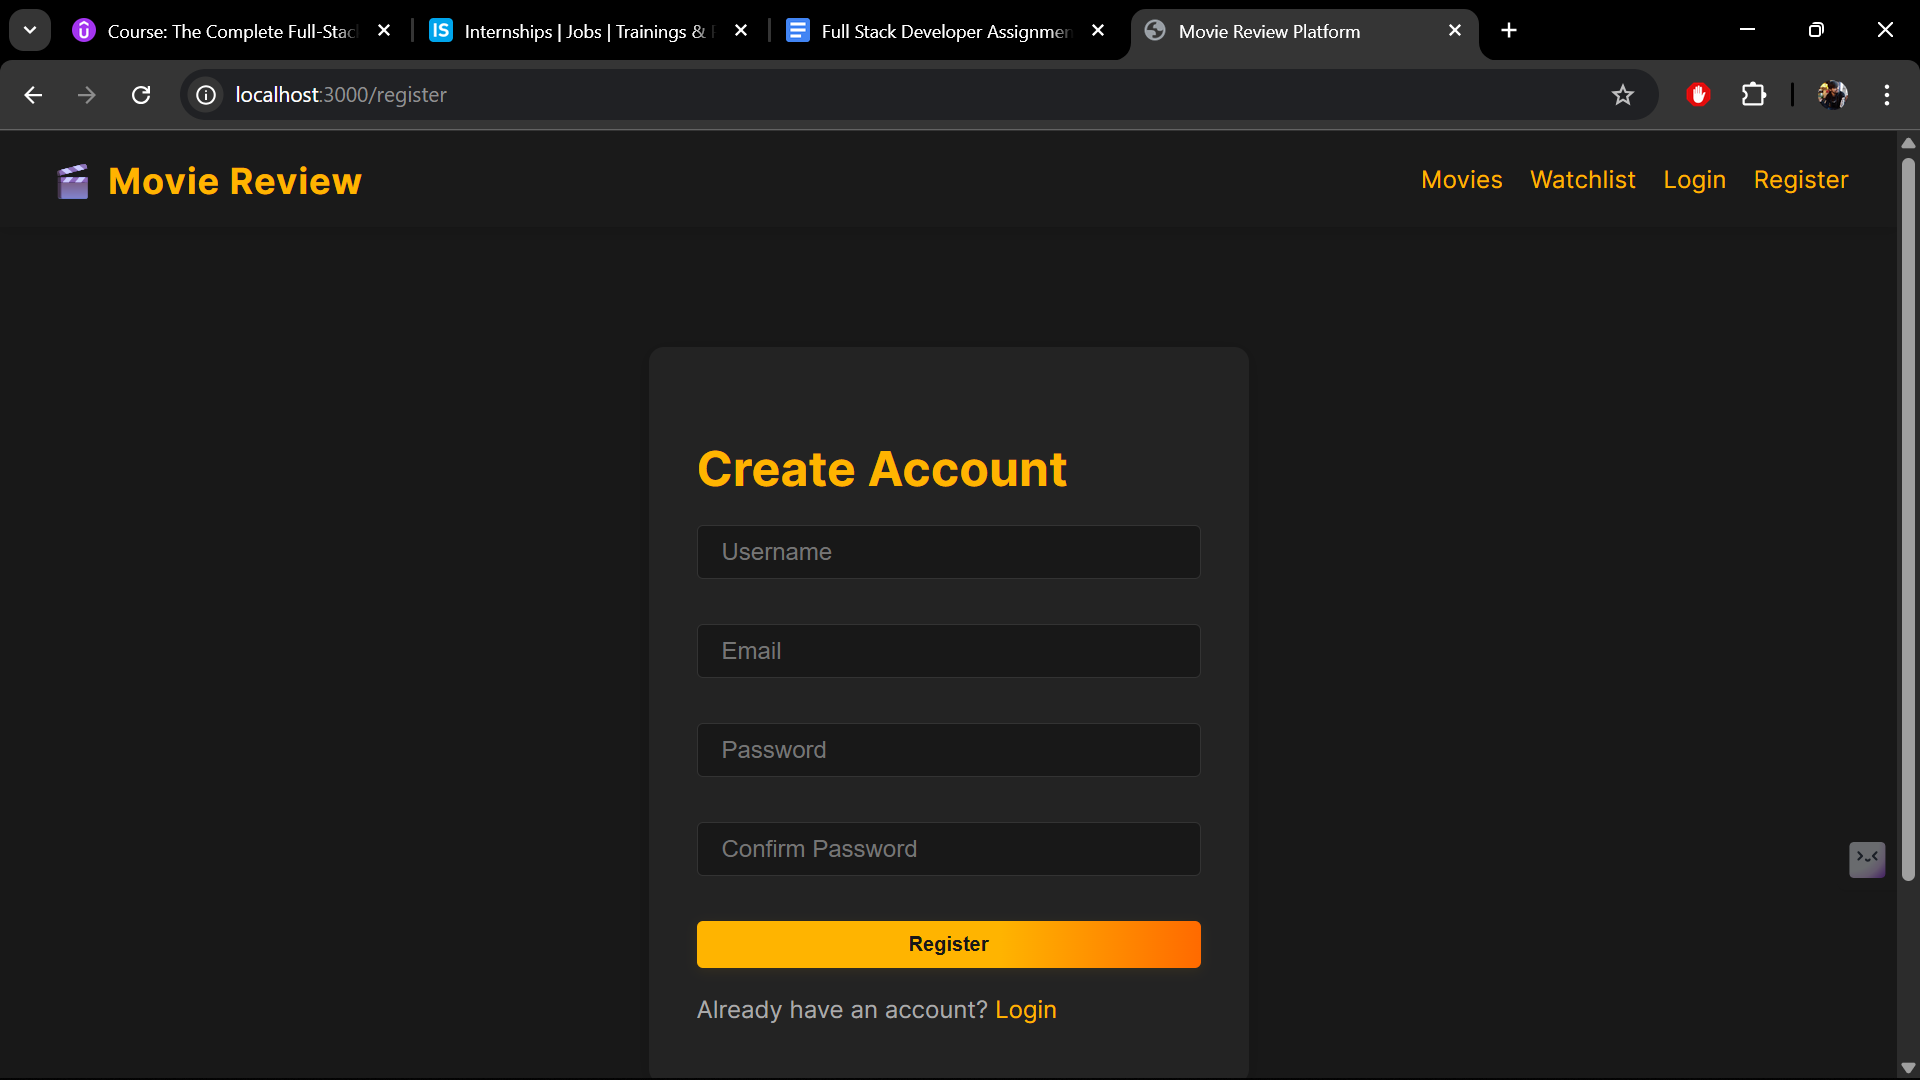 Course: The Complete Full-Stac
IS
Internships | Jobs | Trainings &
Full Stack Developer Assignmen
Movie Review Platform
localhost:3000/register
Movie Review
Movies
Watchlist
Login
Register
Create Account
Username
Email
Password
Confirm Password
Register
Already have an account? Login